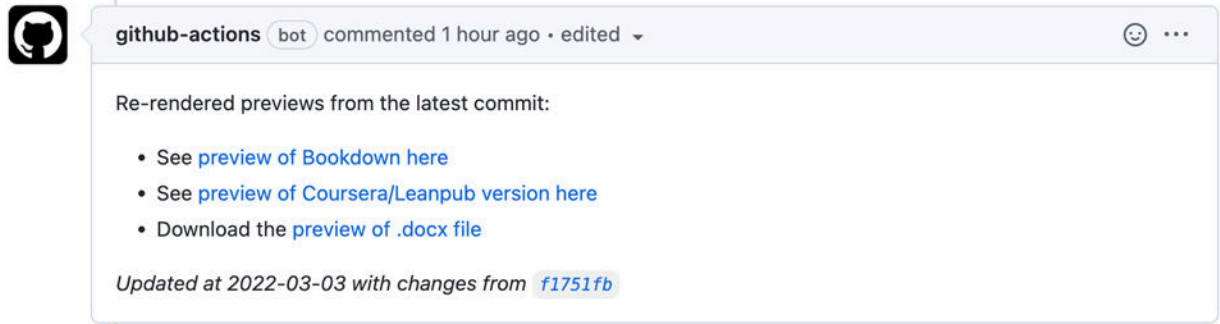 github-actions bot commented 1 hour ago • edited
Re-rendered previews from the latest commit:
• See preview of Bookdown here
• See preview of Coursera/Leanpub version here
• Download the preview of .docx file
Updated at 2022-03-03 with changes from f1751fb